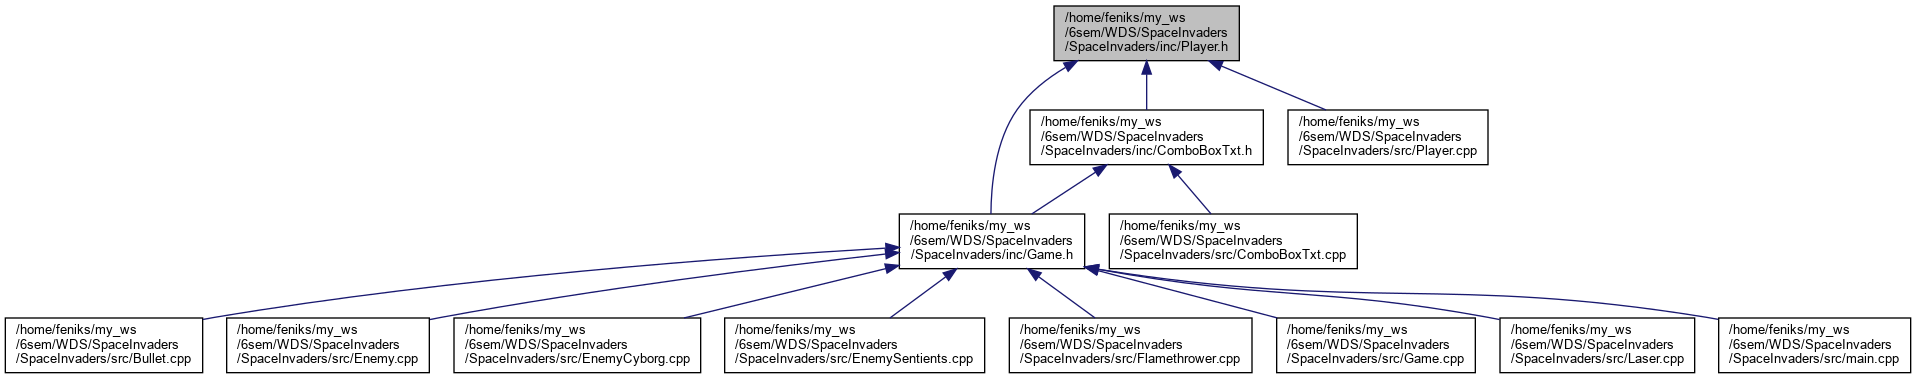 /home/feniks/my_ws
/6sem/WDS/SpaceInvaders
/SpaceInvaders/inc/Player.h
/home/feniks/my_ws
/6sem/WDS/SpaceInvaders
/SpaceInvaders/inc/ComboBoxTxt.h
/home/feniks/my_ws
/6sem/WDS/SpaceInvaders
/SpaceInvaders/src/Player.cpp
/home/feniks/my_ws
/6sem/WDS/SpaceInvaders
/SpaceInvaders/inc/Game.h
/home/feniks/my_ws
/6sem/WDS/SpaceInvaders
/SpaceInvaders/src/ComboBoxTxt.cpp
/home/feniks/my_ws
/6sem/WDS/SpaceInvaders
/SpaceInvaders/src/Bullet.cpp
/home/feniks/my_ws
/6sem/WDS/SpaceInvaders
/SpaceInvaders/src/Enemy.cpp
/home/feniks/my_ws
/6sem/WDS/SpaceInvaders
/SpaceInvaders/src/EnemyCyborg.cpp
/home/feniks/my_ws
/6sem/WDS/SpaceInvaders
/SpaceInvaders/src/EnemySentients.cpp
/home/feniks/my_ws
/6sem/WDS/SpaceInvaders
/SpaceInvaders/src/Flamethrower.cpp
/home/feniks/my_ws
/6sem/WDS/SpaceInvaders
/SpaceInvaders/src/Game.cpp
/home/feniks/my_ws
/6sem/WDS/SpaceInvaders
/SpaceInvaders/src/Laser.cpp
/home/feniks/my_ws
/6sem/WDS/SpaceInvaders
/SpaceInvaders/src/main.cpp